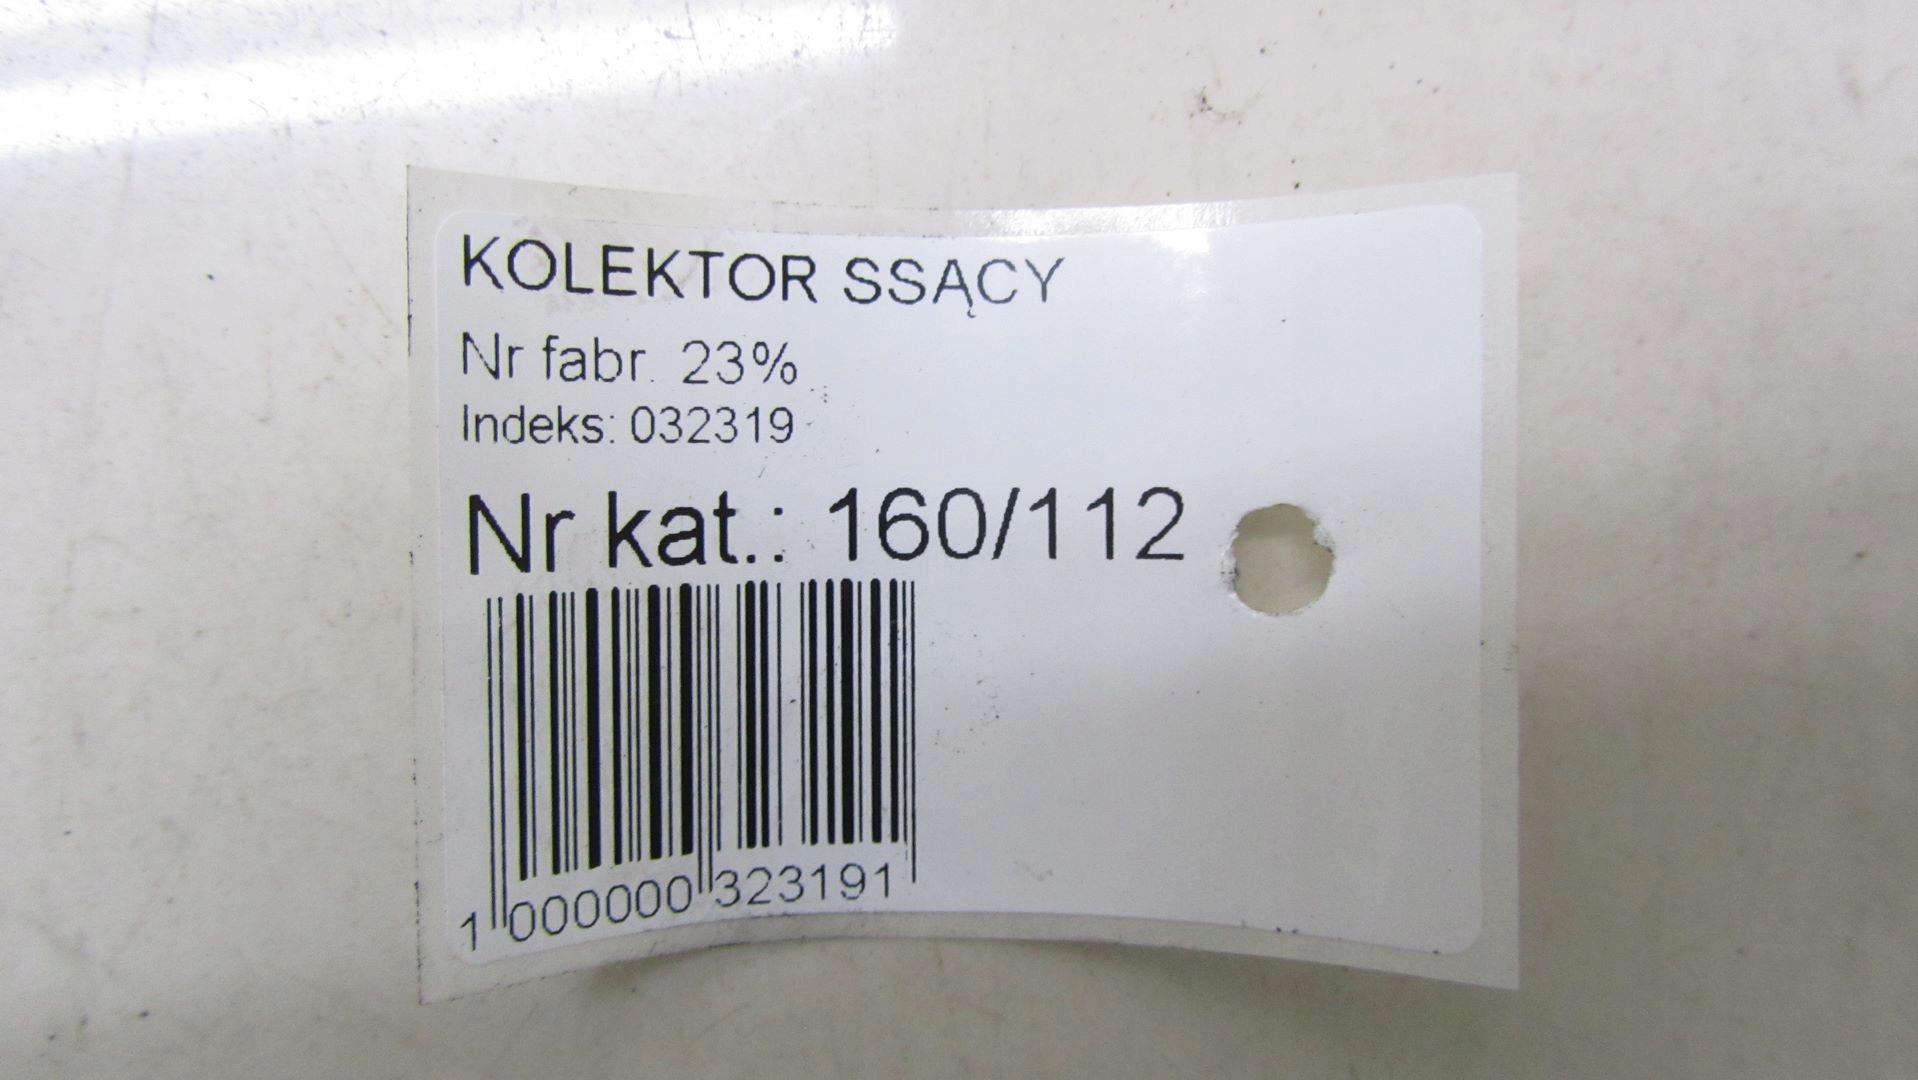 KOLEKTOR SSĄCY
Nr fabr. 23%
Indeks: 032319
Nr kat.: 160/112
1 000000 323191